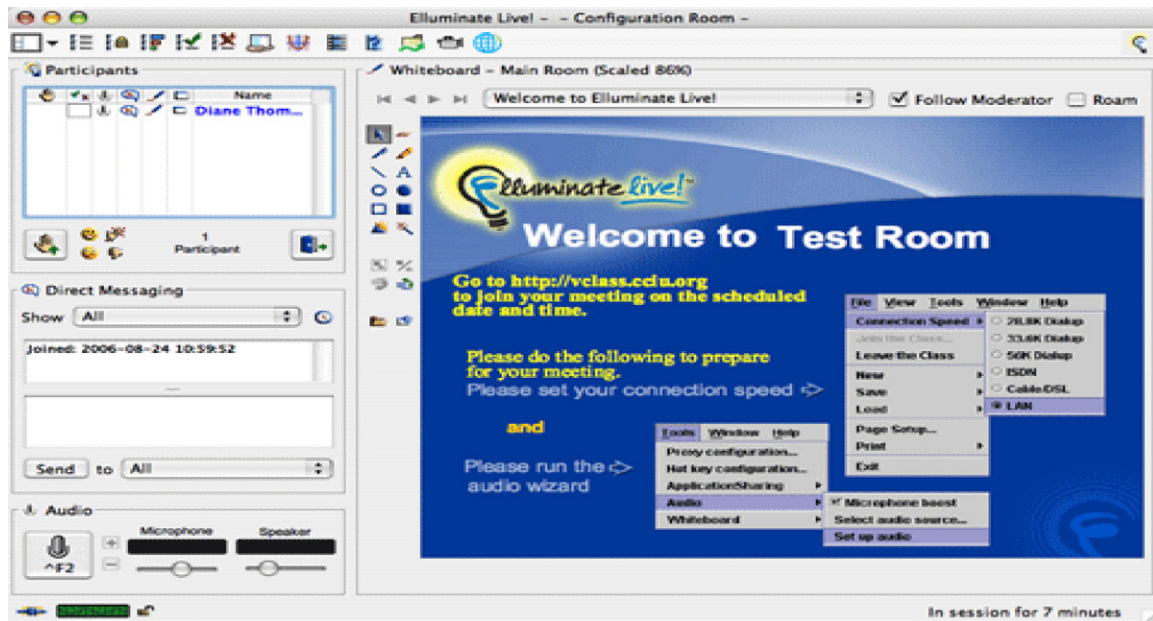 Elluminate Live! - - Configuration Room -
Participants
Name
Diane Thom...
1
Participant
Direct Messaging
Show All
Joined: 2006-08-24 10:59:52
Send to All
Audio
Microphone Speaker
^F2
Whiteboard - Main Room (Scaled 86%)
Welcome to Elluminate Live! Follow Moderator Roam
A
Elluminate live!™
Welcome to Test Room
Go to http://vclass.cclu.org
to join your meeting on the scheduled
date and time.
Please do the following to prepare
for your meeting.
Please set your connection speed
and
Please run the
audio wizard
File View Tools Window Help
Connection Speed
Join the Class...
Leave the Class
New
Save
Load
Page Setup...
Print
Exit
28.8K Dialup
33.6K Dialup
56K Dialup
ISDN
Cable/DSL
LAN
Tools Window Help
Proxy configuration...
Hot key configuration...
ApplicationSharing
Audio
Whiteboard
Microphone boost
Select audio source...
Set up audio
In session for 7 minutes